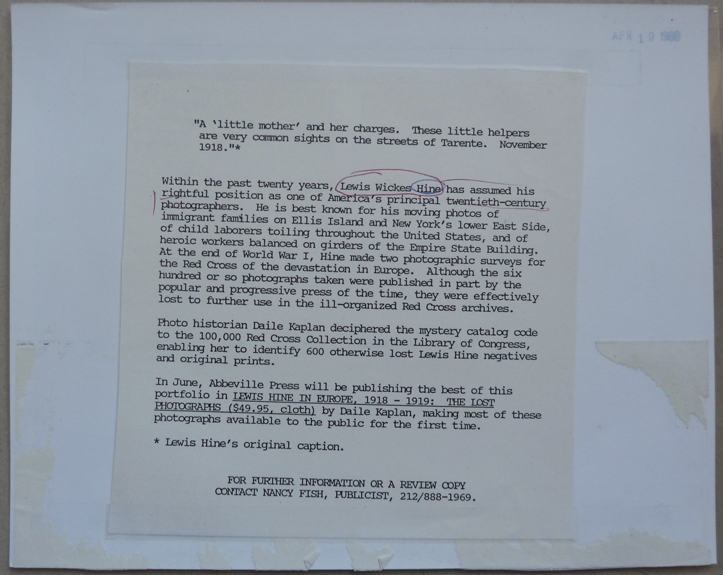 APR 19
"A 'little mother' and her charges. These little helpers
are very common sights on the streets of Tarente. November
1918."*
Within the past twenty years, Lewis Wickes Hine has assumed his
rightful position as one of America's principal twentieth-century
photographers. He is best known for his moving photos of
immigrant families on Ellis Island and New York's lower East Side,
of child laborers toiling throughout the United States, and of
heroic workers balanced on girders of the Empire State Building.
At the end of World War I, Hine made two photographic surveys for
the Red Cross of the devastation in Europe. Although the six
hundred or so photographs taken were published in part by the
popular and progressive press of the time, they were effectively
lost to further use in the ill-organized Red Cross archives.
Photo historian Daile Kaplan deciphered the mystery catalog code
to the 100,000 Red Cross Collection in the Library of Congress,
enabling her to identify 600 otherwise lost Lewis Hine negatives
and original prints.
In June, Abbeville Press will be publishing the best of this
portfolio in LEWIS HINE IN EUROPE, 1918 - 1919: THE LOST
PHOTOGRAPHS ($49.95, cloth) by Daile Kaplan, making most of these
photographs available to the public for the first time.
* Lewis Hine's original caption.
FOR FURTHER INFORMATION OR A REVIEW COPY
CONTACT NANCY FISH, PUBLICIST, 212/888-1969.